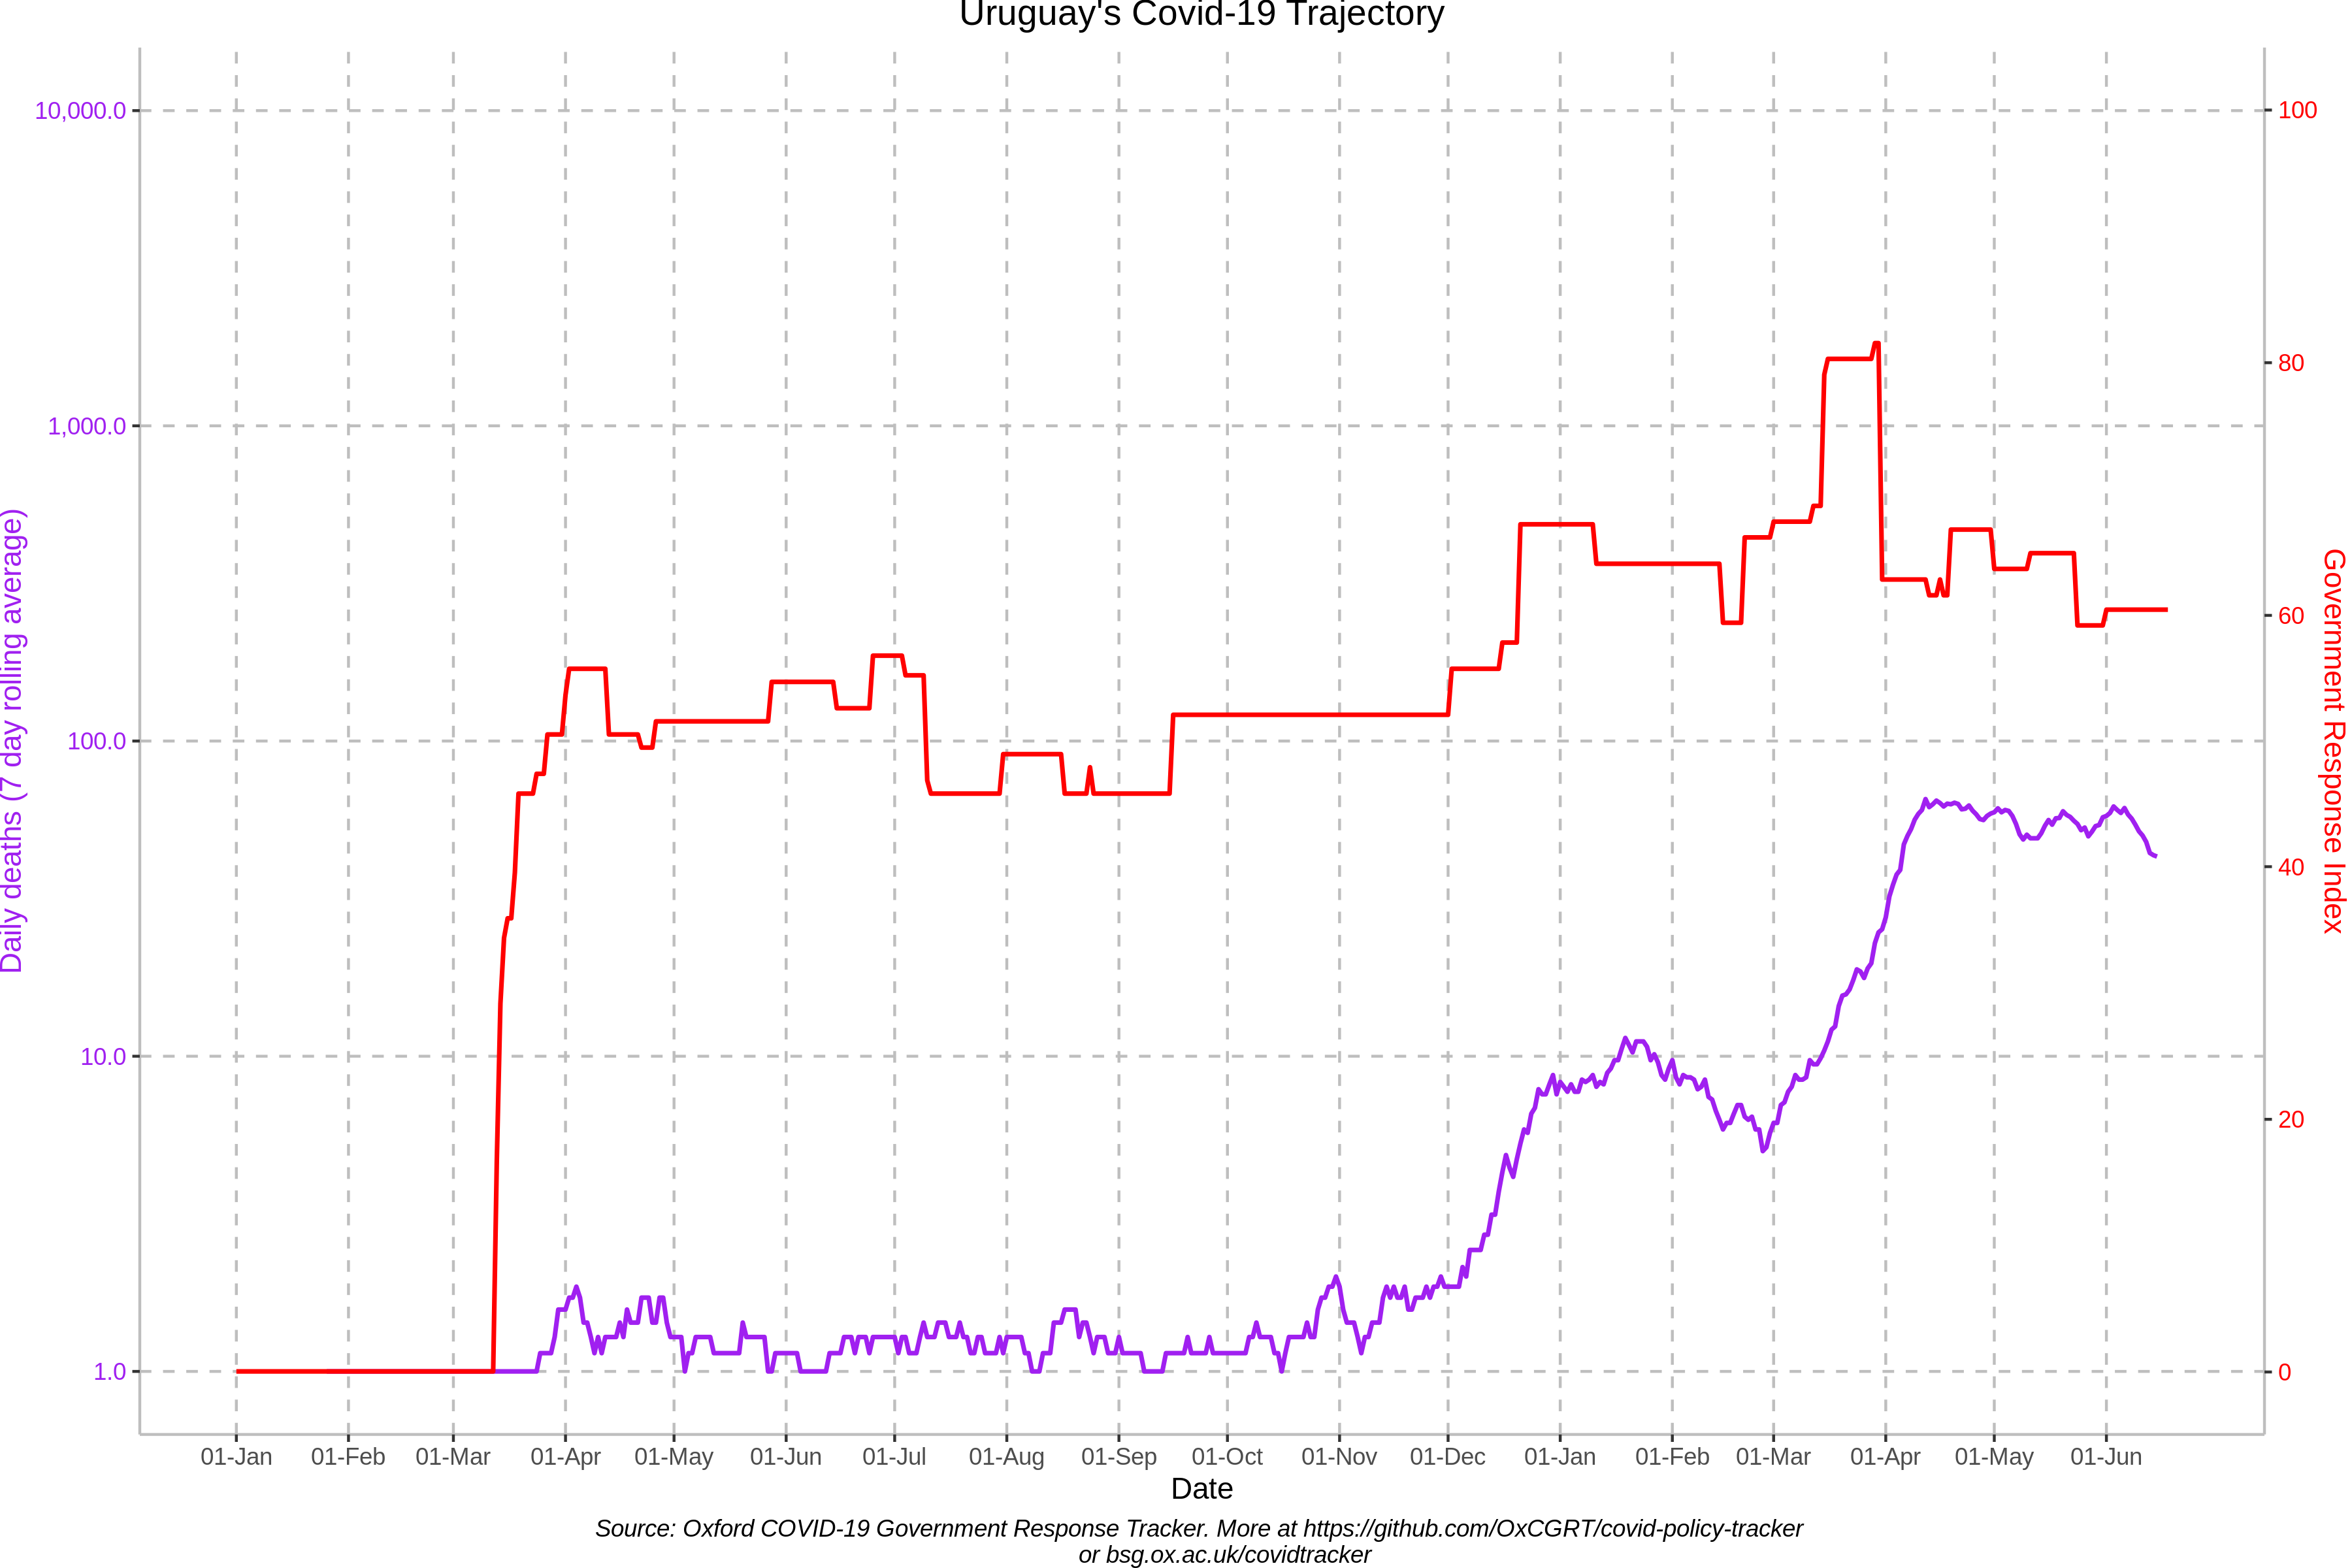 Uruguay's Covid-19 Trajectory
10,000.0
1,000.0
100.0
10.0
1.0
Daily deaths (7 day rolling average)
100
80
60
40
20
0
Government Response Index
01-Jan 01-Feb 01-Mar 01-Apr 01-May 01-Jun 01-Jul 01-Aug 01-Sep 01-Oct 01-Nov 01-Dec 01-Jan 01-Feb 01-Mar 01-Apr 01-May 01-Jun
Date
Source: Oxford COVID-19 Government Response Tracker. More at https://github.com/OxCGRT/covid-policy-tracker
or bsg.ox.ac.uk/covidtracker